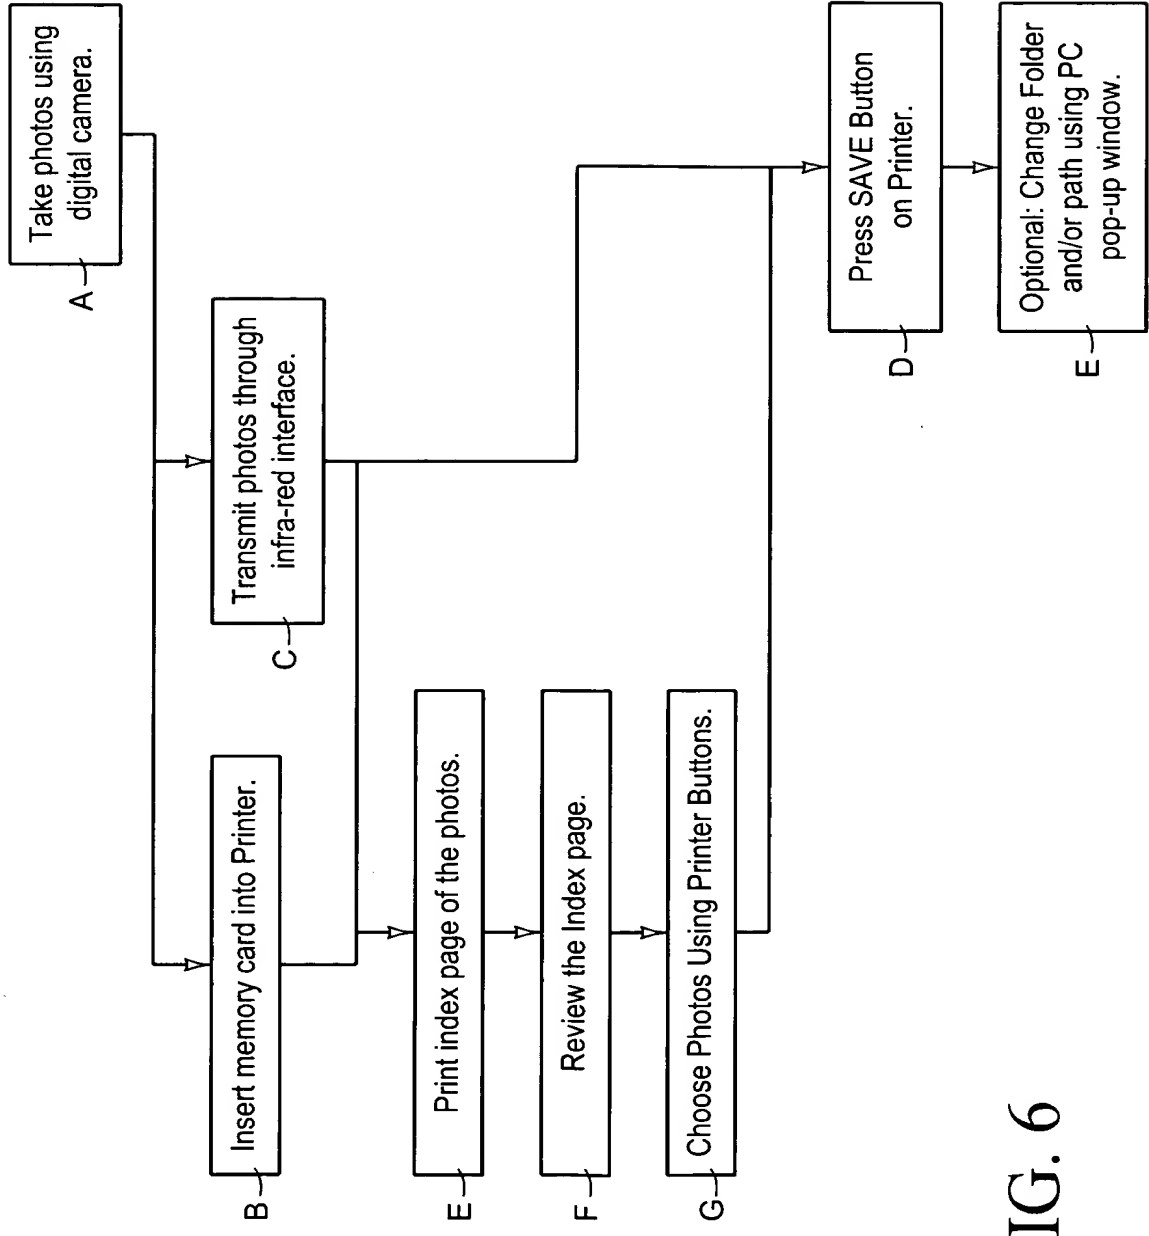 Take photos using
digital camera.
A
Insert memory card into Printer.
B
Transmit photos through
infra-red interface.
C
Print index page of the photos.
E
Review the Index page.
F
Choose Photos Using Printer Buttons.
G
Press SAVE Button
on Printer.
D
Optional: Change Folder
and/or path using PC
pop-up window.
E
IG. 6